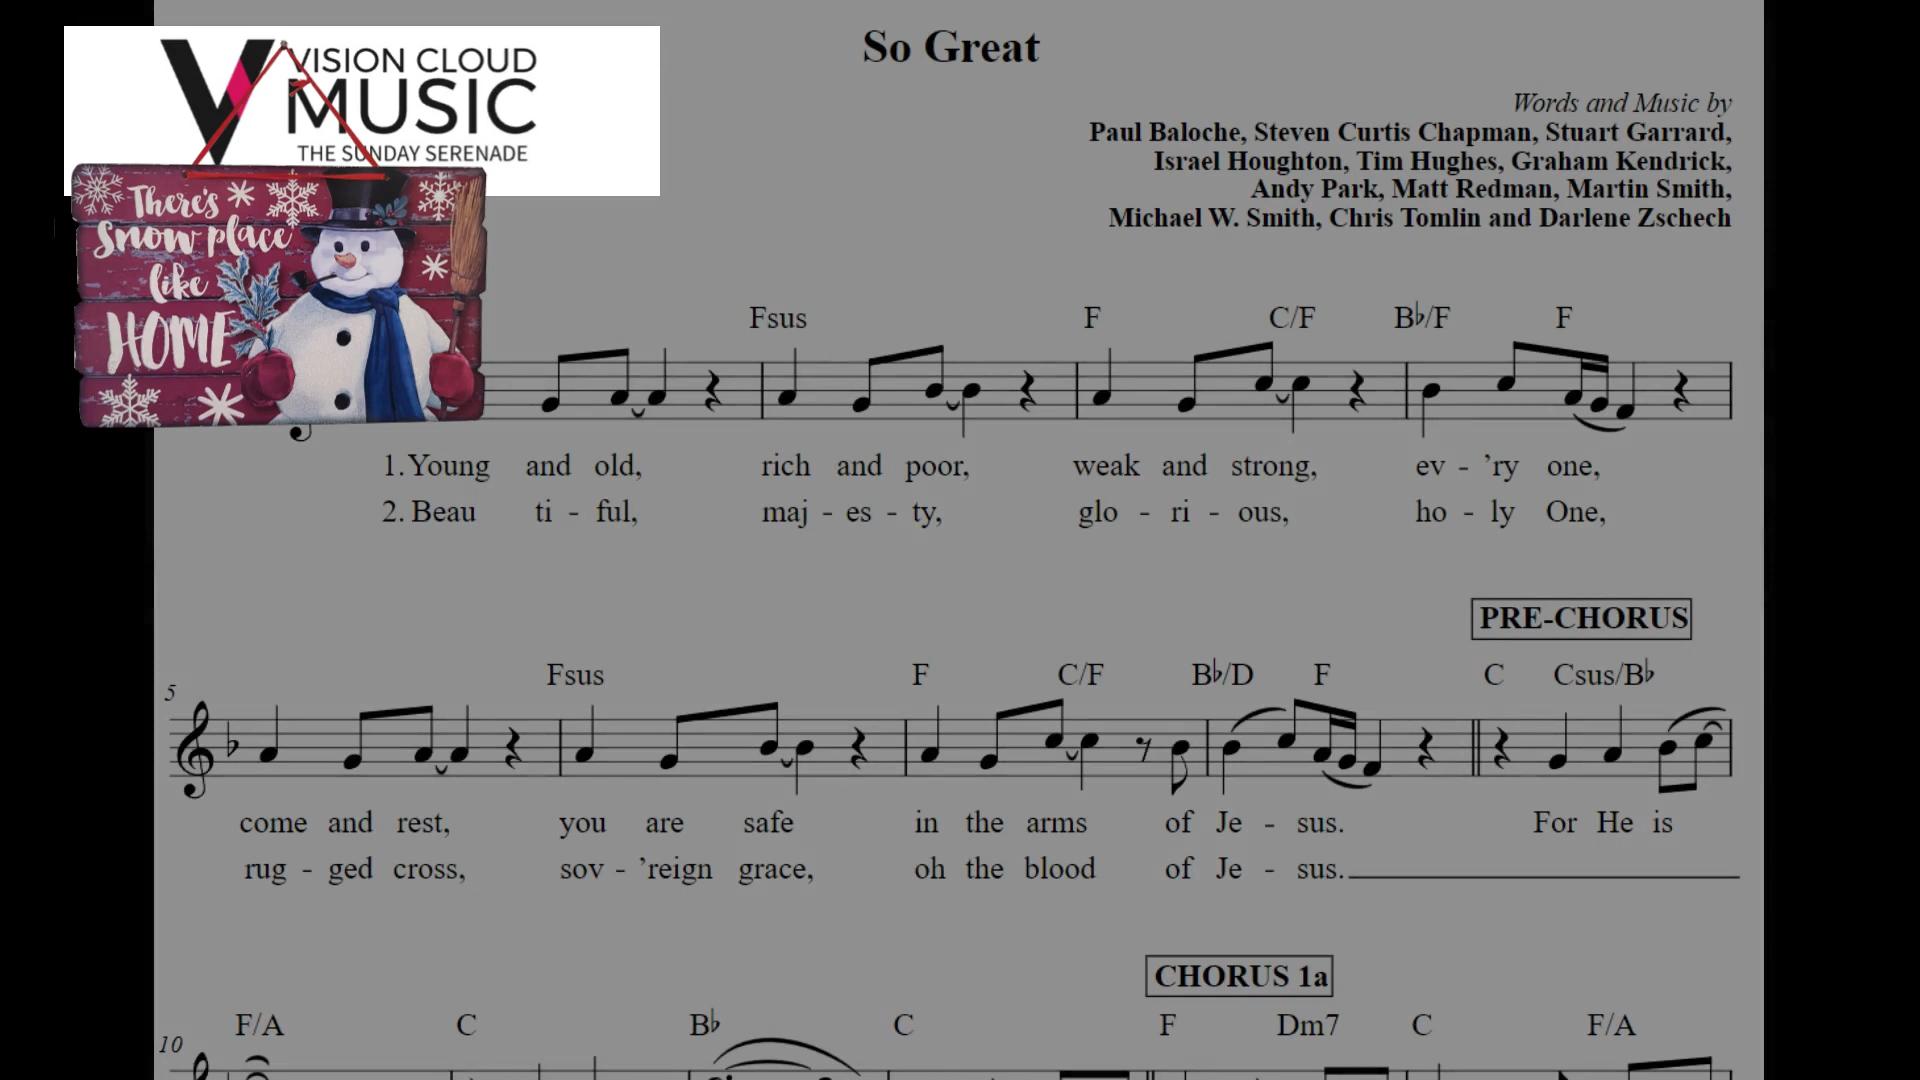 So Great
VISION CLOUD
MUSIC
THE SUNDAY SERENADE
Words and Music by
Paul Baloche, Steven Curtis Chapman, Stuart Garrard,
Israel Houghton, Tim Hughes, Graham Kendrick,
Andy Park, Matt Redman, Martin Smith,
Michael W. Smith, Chris Tomlin and Darlene Zschech
There's
Snow place
like
HOME
Fsus F C/F B♭/F F
1. Young and old, rich and poor, weak and strong, ev - ’ry one,
2. Beau ti - ful, maj - es - ty, glo - ri - ous, ho - ly One,
PRE-CHORUS
5 Fsus F C/F B♭/D F C Csus/B♭
come and rest, you are safe in the arms of Je - sus. For He is
rug - ged cross, sov - ’reign grace, oh the blood of Je - sus.
CHORUS 1a
10 F/A C B♭ C F Dm7 C F/A